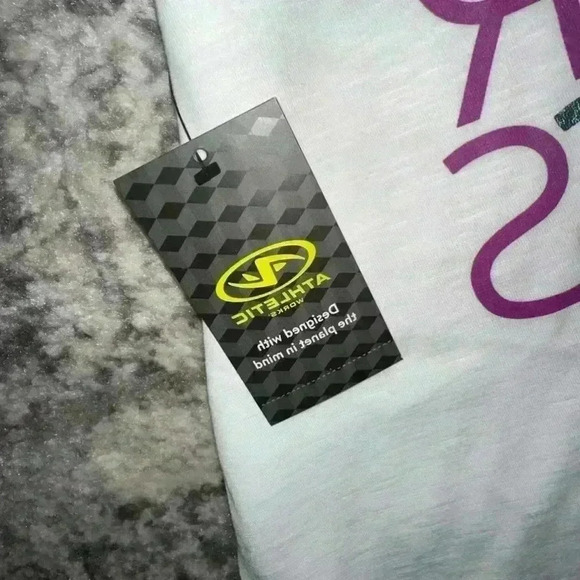 ATHLETIC
WORKS
Designed with
the planet in mind
R
S